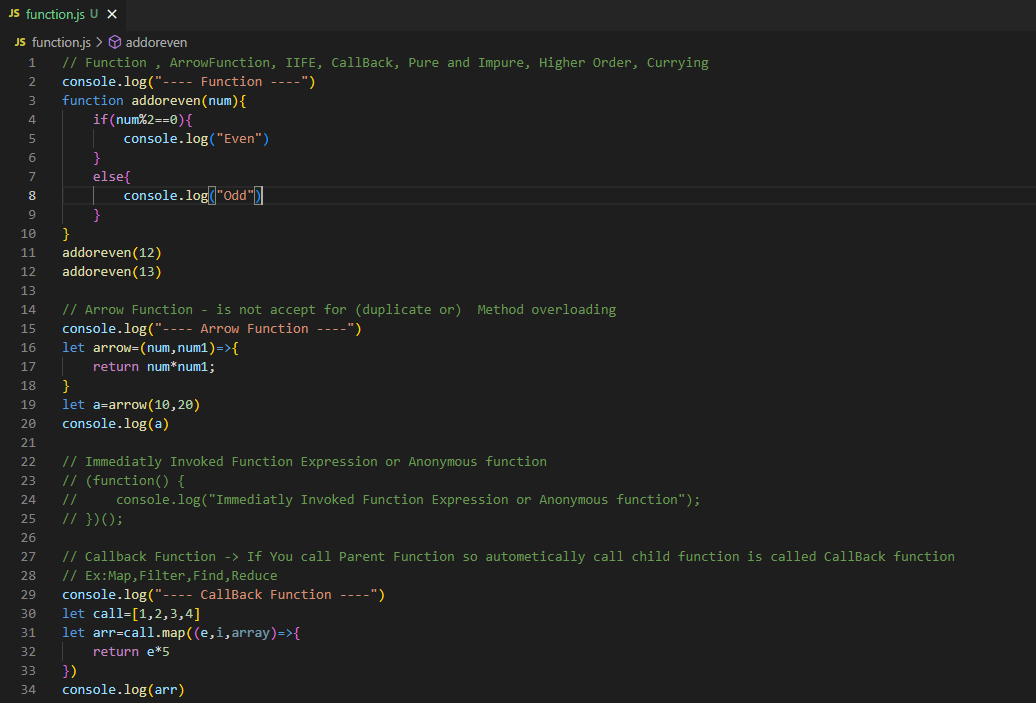 JS function.js U ×
JS function.js > addoreven
1 // Function , ArrowFunction, IIFE, CallBack, Pure and Impure, Higher Order, Currying
2 console.log("---- Function ----")
3 function addoreven(num){
4     if(num%2==0){
5         console.log("Even")
6     }
7     else{
8         console.log("Odd")
9     }
10 }
11 addoreven(12)
12 addoreven(13)
13
14 // Arrow Function - is not accept for (duplicate or)  Method overloading
15 console.log("---- Arrow Function ----")
16 let arrow=(num,num1)=>{
17     return num*num1;
18 }
19 let a=arrow(10,20)
20 console.log(a)
21
22 // Immediatly Invoked Function Expression or Anonymous function
23 // (function() {
24 //     console.log("Immediatly Invoked Function Expression or Anonymous function");
25 // })();
26
27 // Callback Function -> If You call Parent Function so autometically call child function is called CallBack function
28 // Ex:Map,Filter,Find,Reduce
29 console.log("---- CallBack Function ----")
30 let call=[1,2,3,4]
31 let arr=call.map((e,i,array)=>{
32     return e*5
33 })
34 console.log(arr)